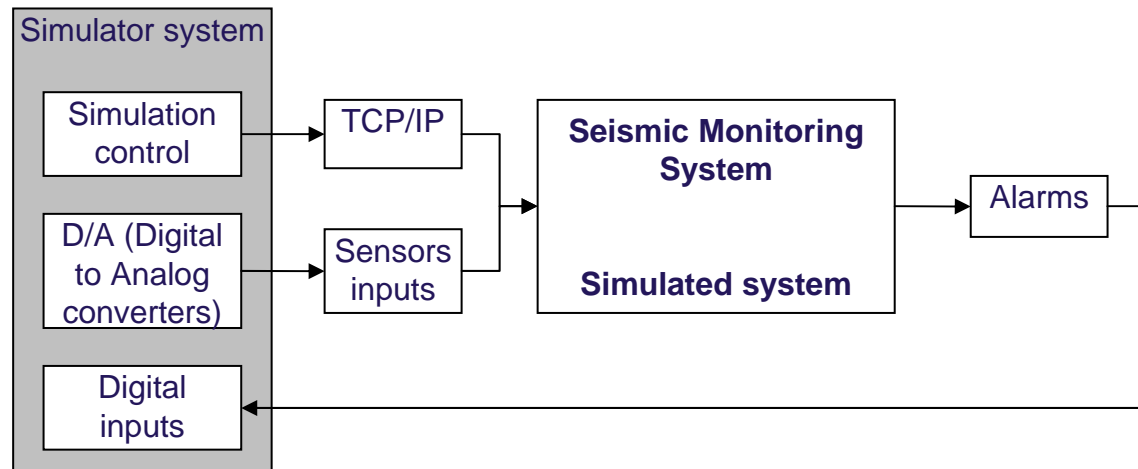 Simulator system
Simulation
control
TCP/IP
D/A (Digital
to Analog
converters)
Sensors
inputs
Seismic Monitoring
System
Simulated system
Alarms
Digital
inputs